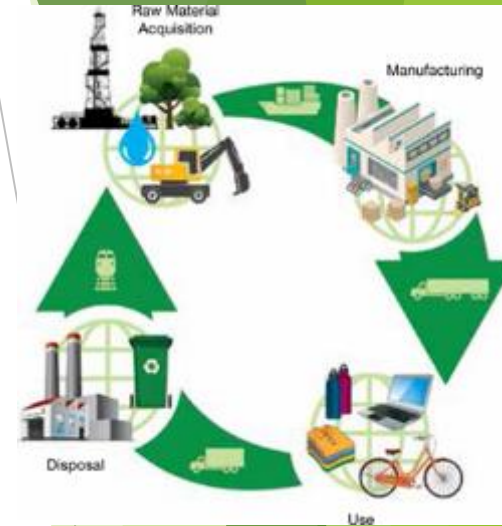 Raw Material
Acquisition
Manufacturing
Disposal
Use